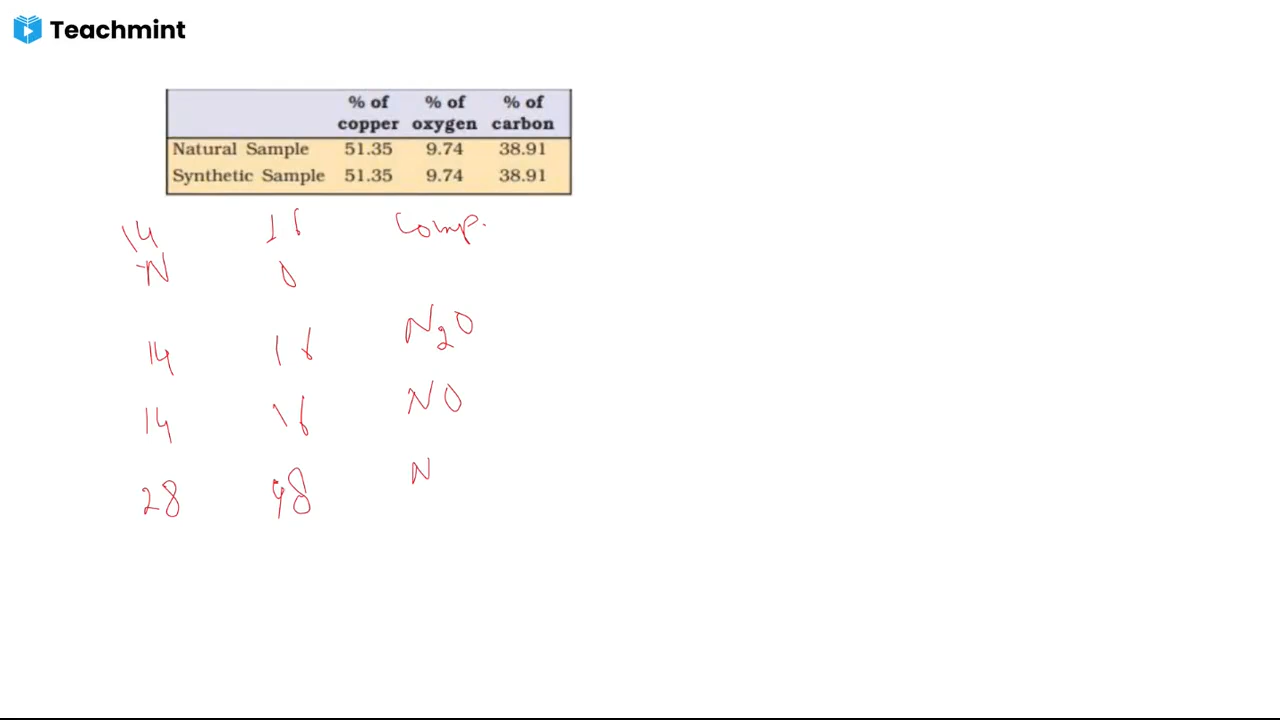 Teachmint
% of % of % of
copper oxygen carbon
Natural Sample 51.35 9.74 38.91
Synthetic Sample 51.35 9.74 38.91
14 16 Comp.
N O
14 16 N₂O
14 16 NO
28 48 N